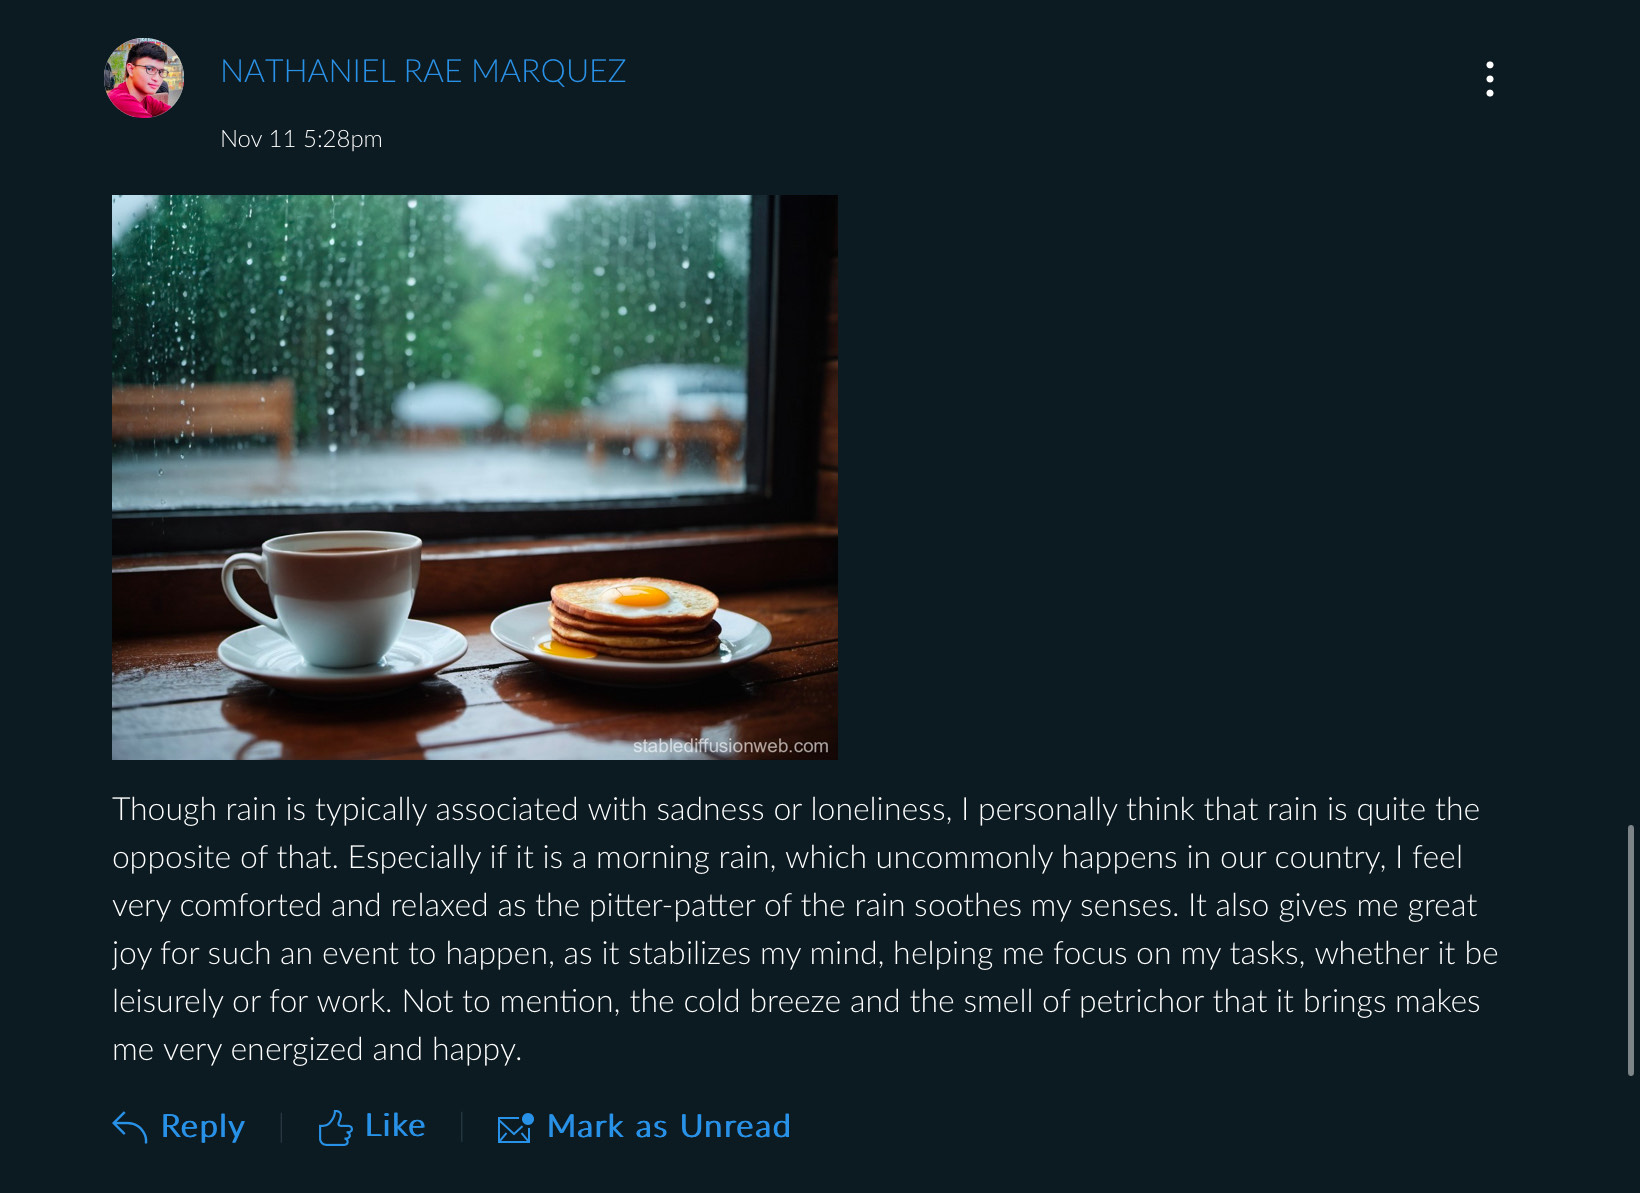 NATHANIEL RAE MARQUEZ
Nov 11 5:28pm
stablediffusionweb.com
Though rain is typically associated with sadness or loneliness, I personally think that rain is quite the
opposite of that. Especially if it is a morning rain, which uncommonly happens in our country, I feel
very comforted and relaxed as the pitter-patter of the rain soothes my senses. It also gives me great
joy for such an event to happen, as it stabilizes my mind, helping me focus on my tasks, whether it be
leisurely or for work. Not to mention, the cold breeze and the smell of petrichor that it brings makes
me very energized and happy.
Reply Like Mark as Unread